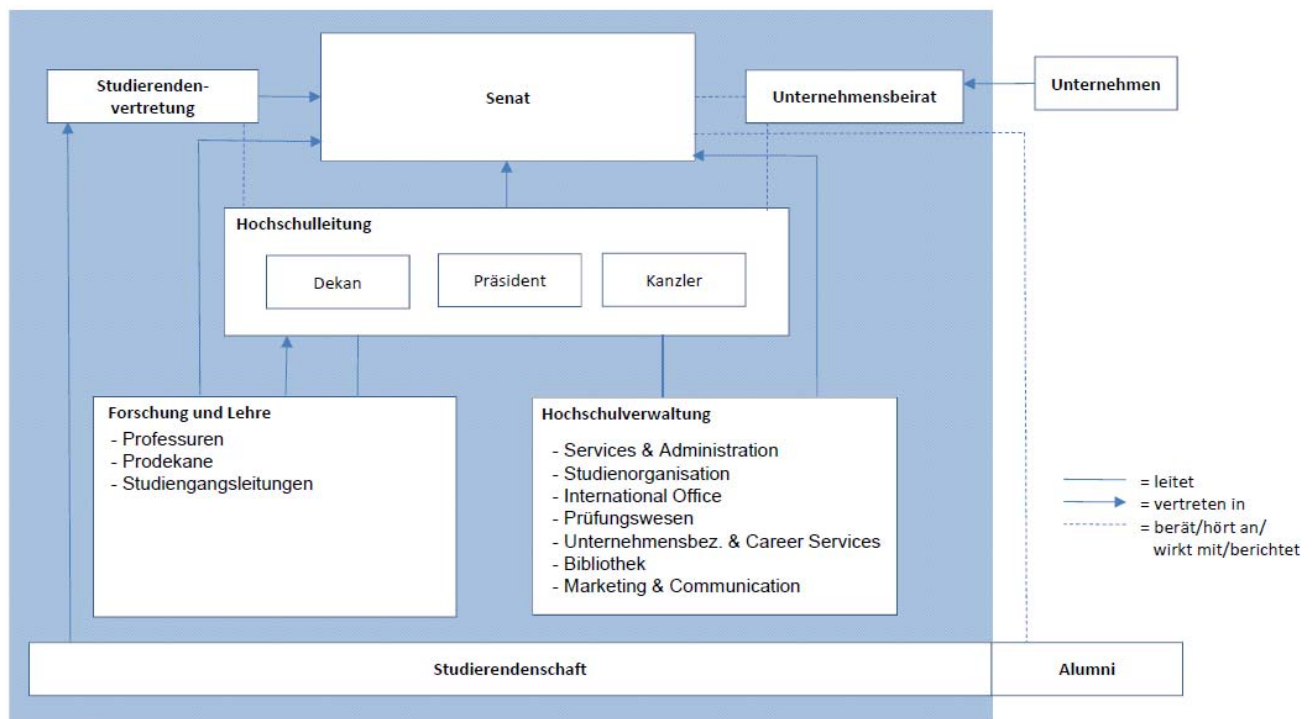 Studierenden-
vertretung
Senat
Unternehmensbeirat
Unternehmen
Hochschulleitung
Dekan
Präsident
Kanzler
Forschung und Lehre
- Professuren
- Prodekane
- Studiengangsleitungen
Hochschulverwaltung
- Services & Administration
- Studienorganisation
- International Office
- Prüfungswesen
- Unternehmensbez. & Career Services
- Bibliothek
- Marketing & Communication
= leitet
= vertreten in
= berät/hört an/
wirkt mit/berichtet
Studierendenschaft
Alumni